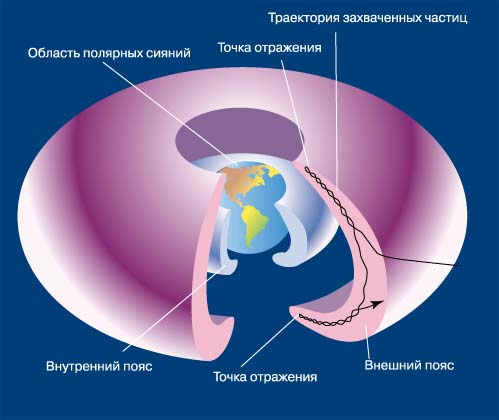 Траектория захваченных частиц
Точка отражения
Область полярных сияний
Внутренний пояс
Точка отражения
Внешний пояс